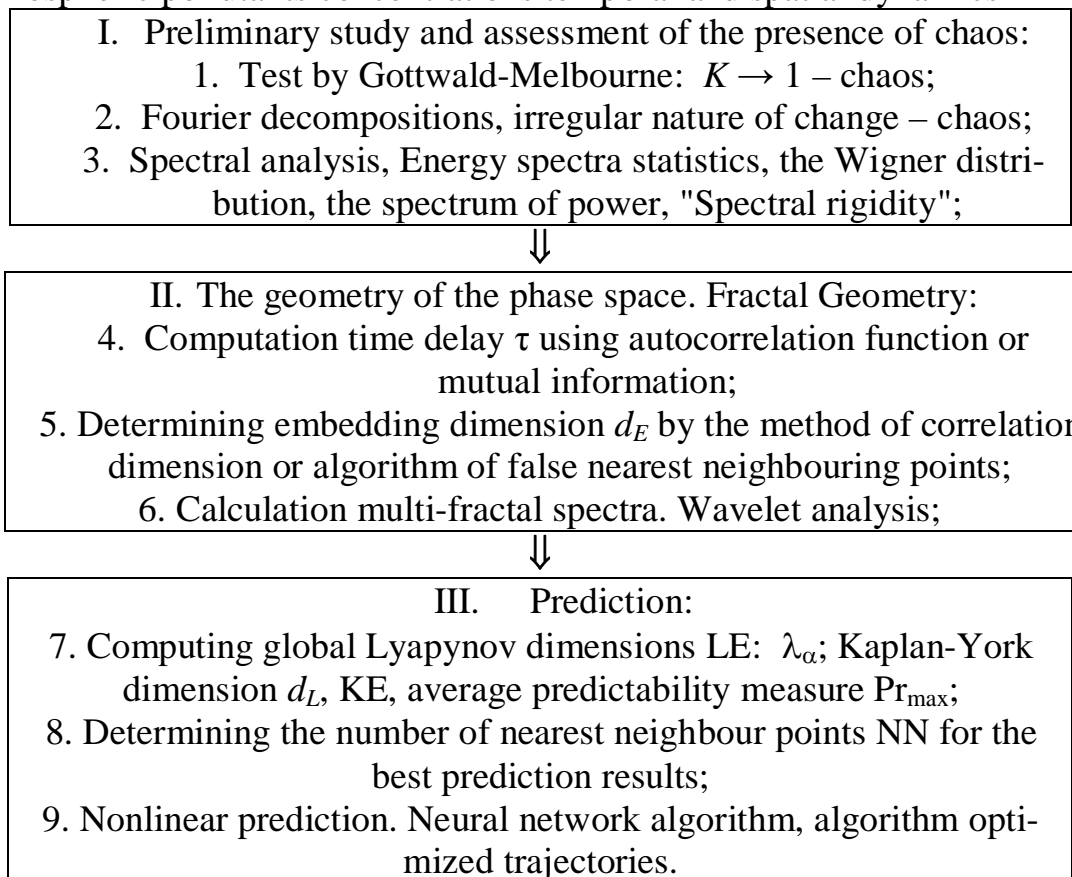 I. Preliminary study and assessment of the presence of chaos:
1. Test by Gottwald-Melbourne: K → 1 – chaos;
2. Fourier decompositions, irregular nature of change – chaos;
3. Spectral analysis, Energy spectra statistics, the Wigner distri-
bution, the spectrum of power, "Spectral rigidity";
⇓
II. The geometry of the phase space. Fractal Geometry:
4. Computation time delay τ using autocorrelation function or
mutual information;
5. Determining embedding dimension d_E by the method of correlation
dimension or algorithm of false nearest neighbouring points;
6. Calculation multi-fractal spectra. Wavelet analysis;
⇓
III. Prediction:
7. Computing global Lyapynov dimensions LE: λ_α; Kaplan-York
dimension d_L, KE, average predictability measure Pr_max;
8. Determining the number of nearest neighbour points NN for the
best prediction results;
9. Nonlinear prediction. Neural network algorithm, algorithm opti-
mized trajectories.